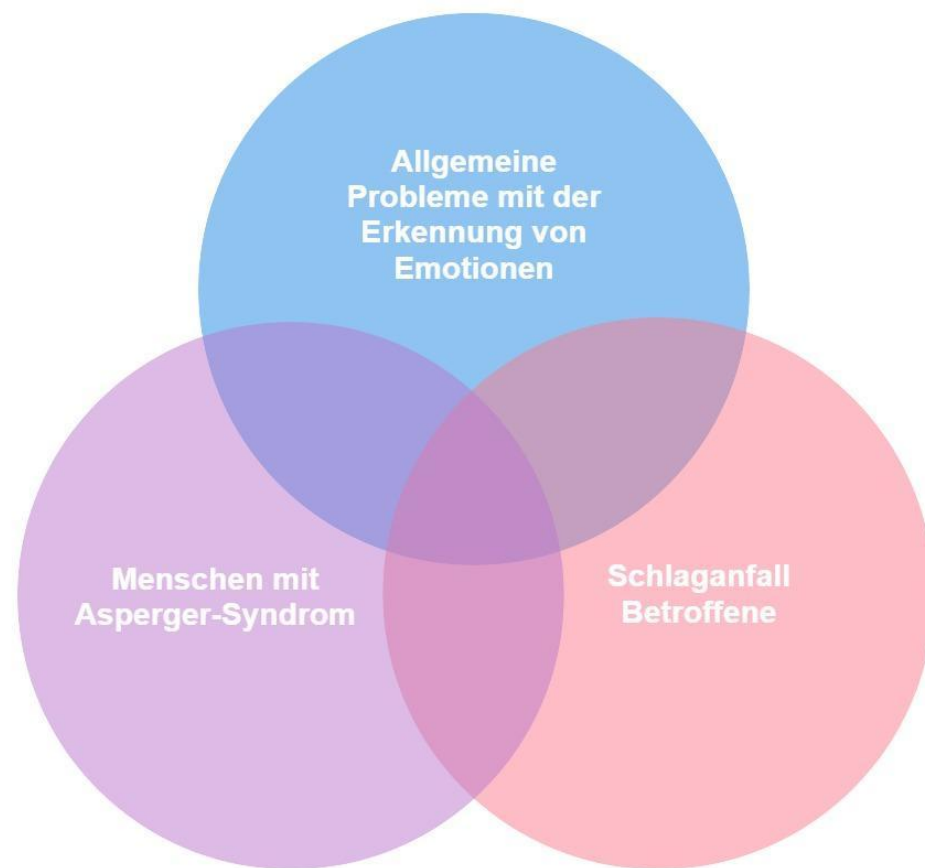 Allgemeine
Probleme mit der
Erkennung von
Emotionen
Menschen mit
Asperger-Syndrom
Schlaganfall
Betroffene